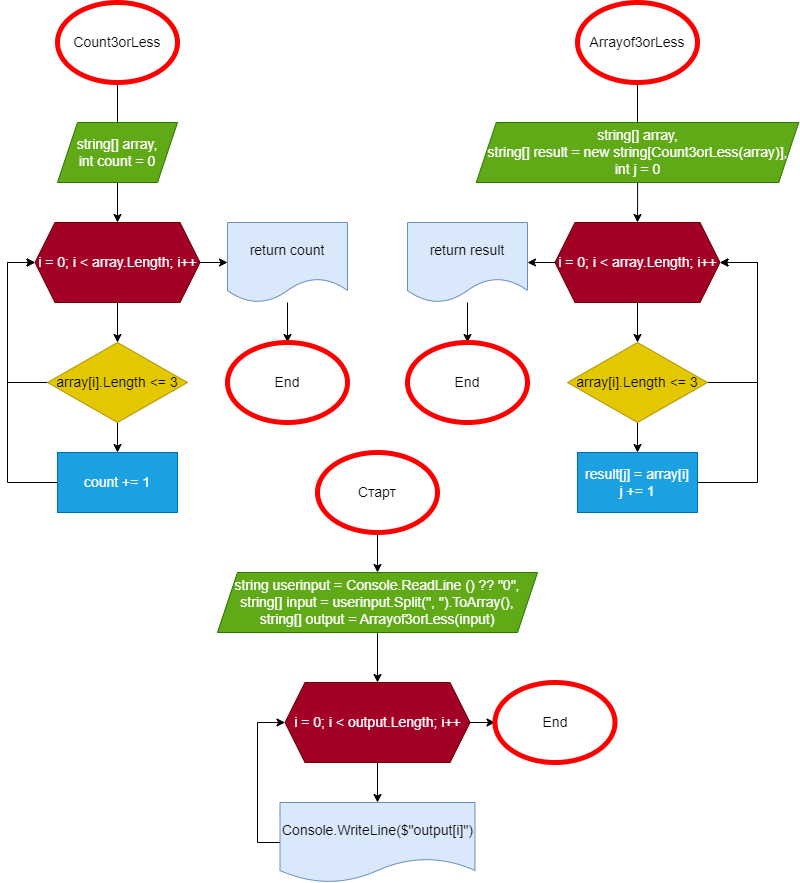 Count3orLess
string[] array,
int count = 0
i = 0; i < array.Length; i++
return count
array[i].Length <= 3
End
count += 1
Arrayof3orLess
string[] array,
string[] result = new string[Count3orLess(array)],
int j = 0
i = 0; i < array.Length; i++
return result
array[i].Length <= 3
End
result[j] = array[i]
j += 1
Старт
string userinput = Console.ReadLine () ?? "0",
string[] input = userinput.Split(", ").ToArray(),
string[] output = Arrayof3orLess(input)
i = 0; i < output.Length; i++
End
Console.WriteLine($"output[i]")